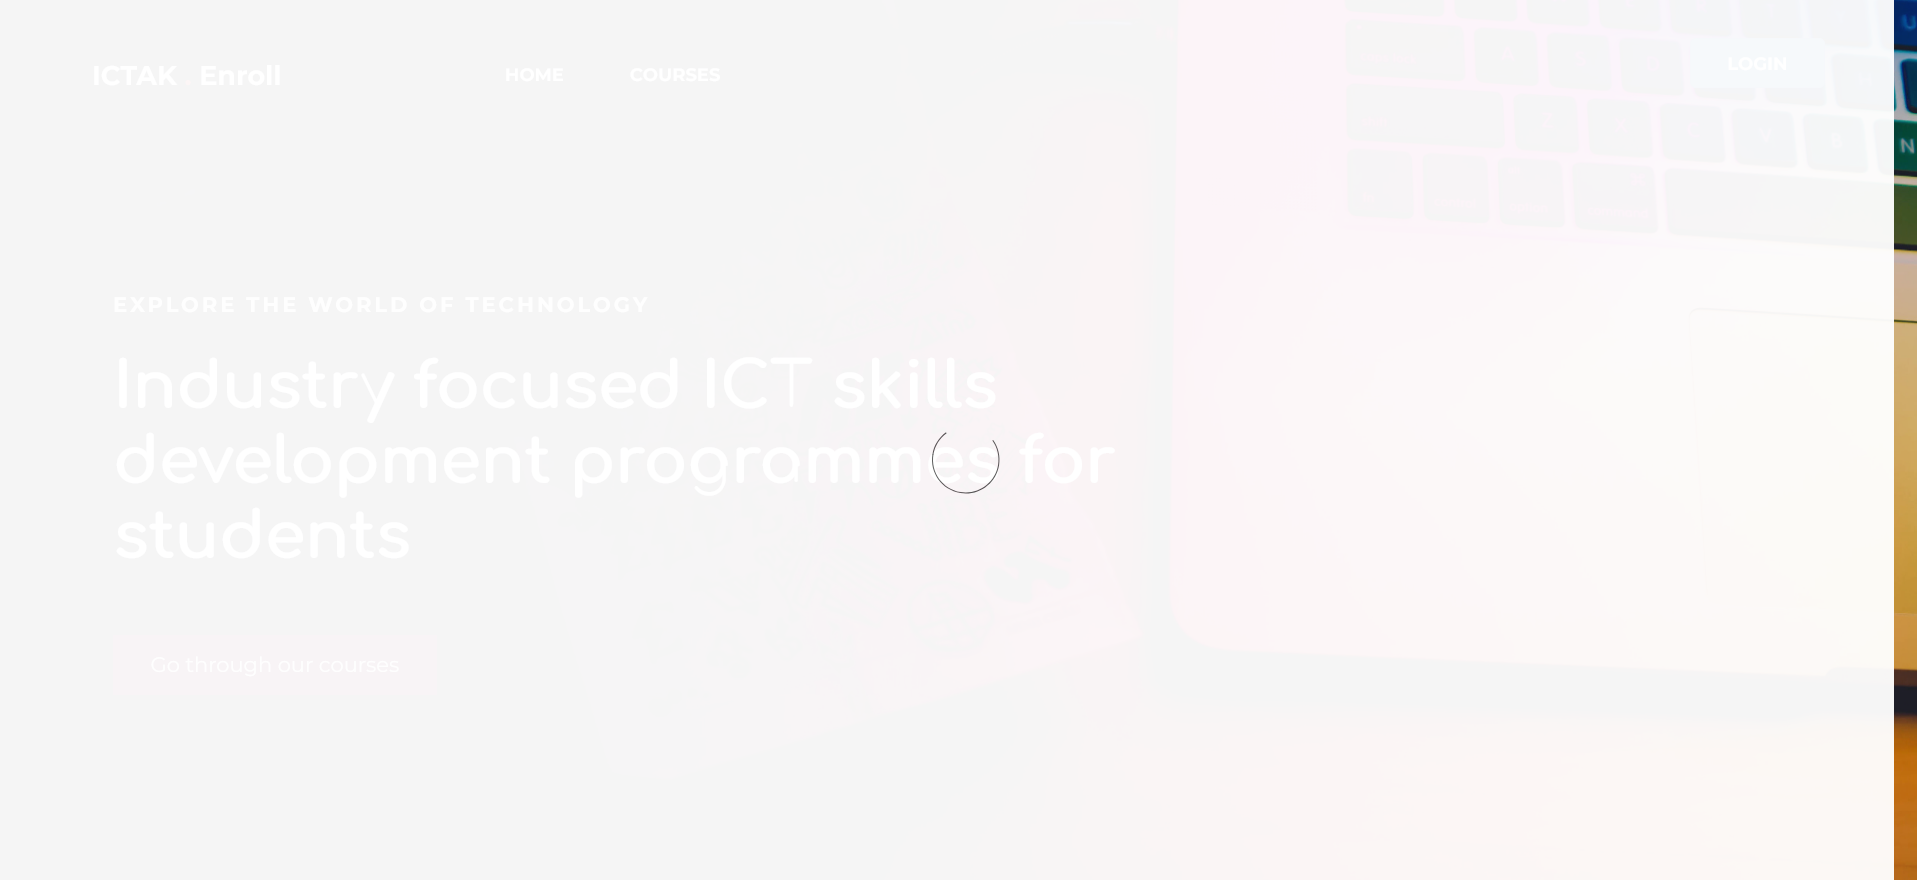 ICTAK . Enroll
HOME
COURSES
LOGIN
EXPLORE THE WORLD OF TECHNOLOGY
Industry focused ICT skills
development programmes for
students
Go through our courses
U
N